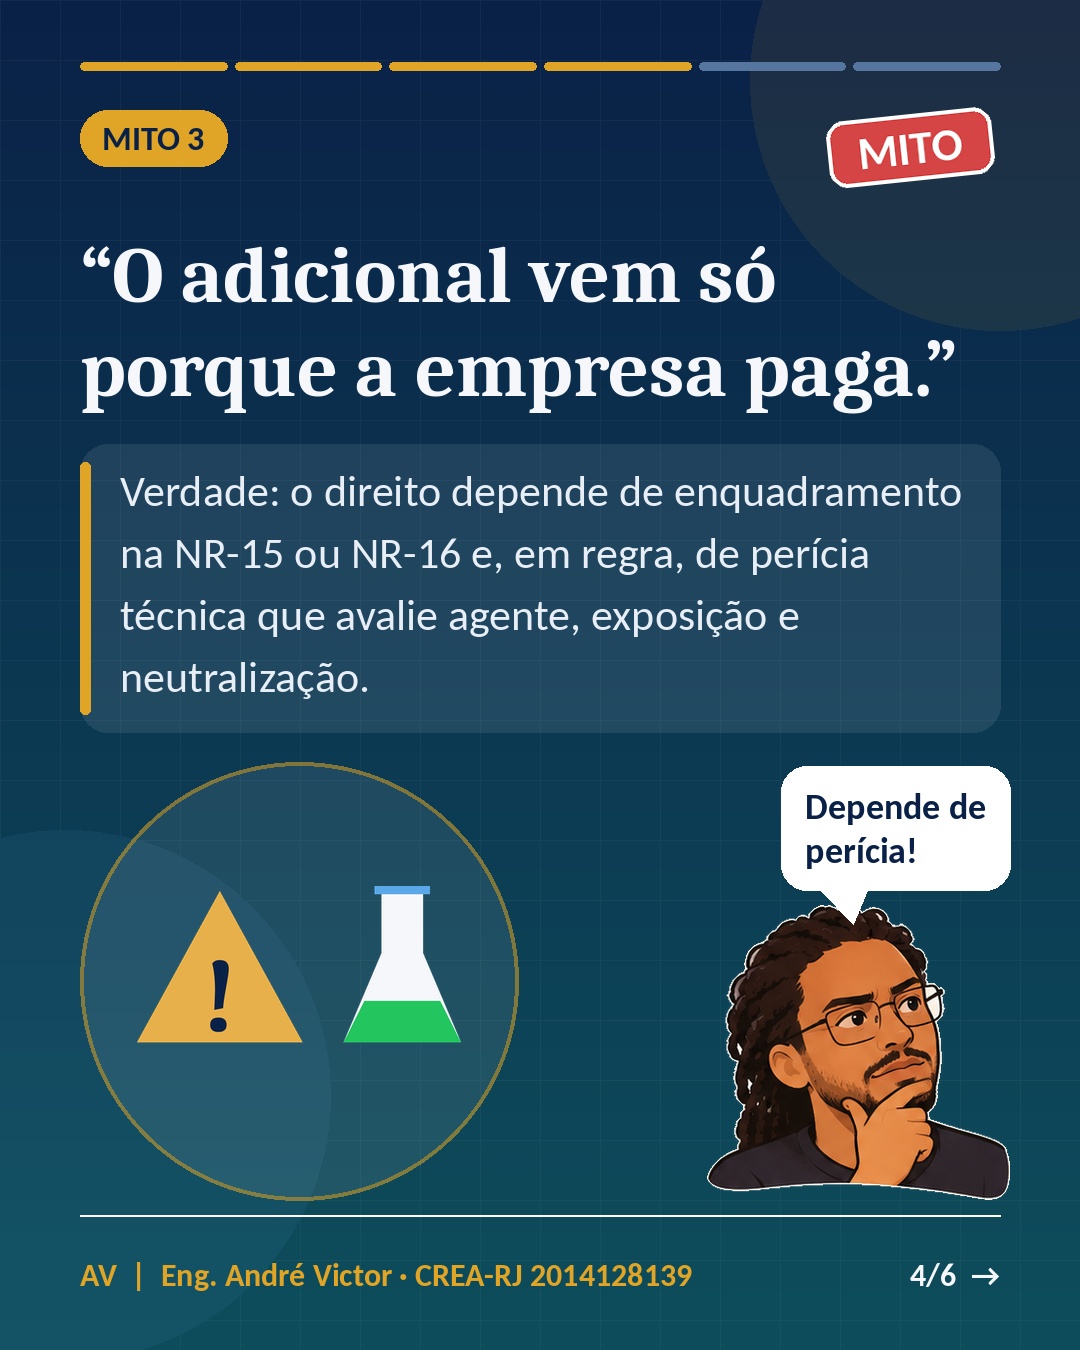 MITO 3
MITO
“O adicional vem só
porque a empresa paga.”
Verdade: o direito depende de enquadramento
na NR-15 ou NR-16 e, em regra, de perícia
técnica que avalie agente, exposição e
neutralização.
Depende de
perícia!
!
AV | Eng. André Victor · CREA-RJ 2014128139
4/6 →